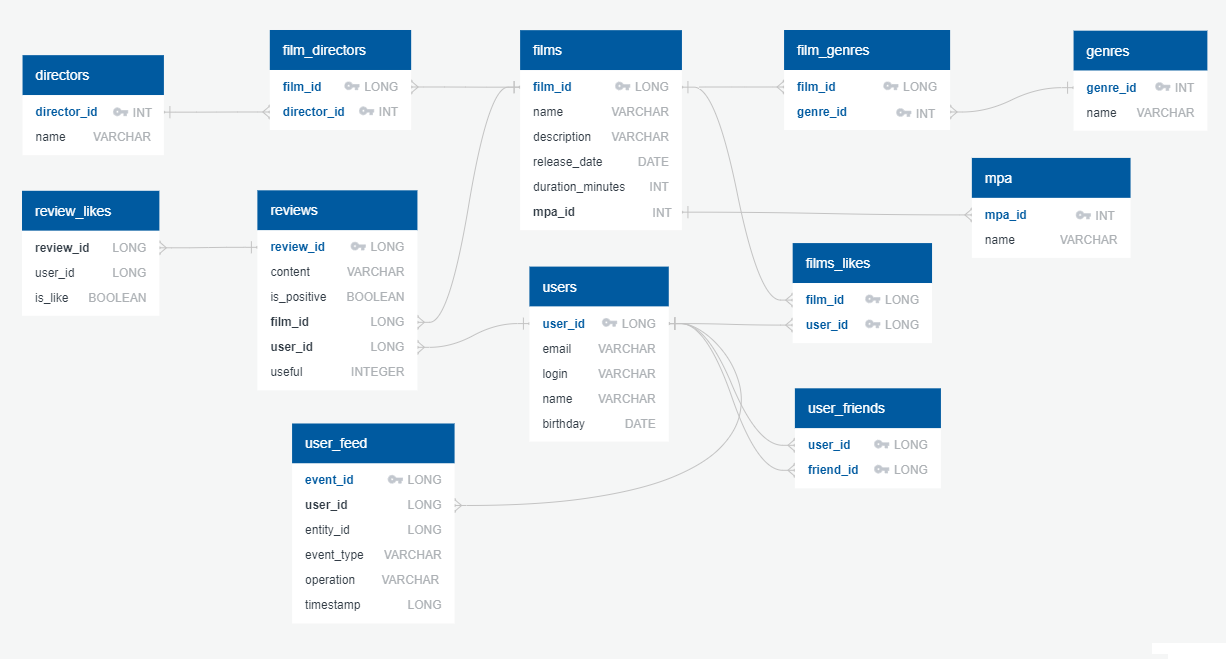 directors
director_id INT
name VARCHAR
film_directors
film_id LONG
director_id INT
films
film_id LONG
name VARCHAR
description VARCHAR
release_date DATE
duration_minutes INT
mpa_id INT
film_genres
film_id LONG
genre_id INT
genres
genre_id INT
name VARCHAR
mpa
mpa_id INT
name VARCHAR
review_likes
review_id LONG
user_id LONG
is_like BOOLEAN
reviews
review_id LONG
content VARCHAR
is_positive BOOLEAN
film_id LONG
user_id LONG
useful INTEGER
users
user_id LONG
email VARCHAR
login VARCHAR
name VARCHAR
birthday DATE
films_likes
film_id LONG
user_id LONG
user_friends
user_id LONG
friend_id LONG
user_feed
event_id LONG
user_id LONG
entity_id LONG
event_type VARCHAR
operation VARCHAR
timestamp LONG